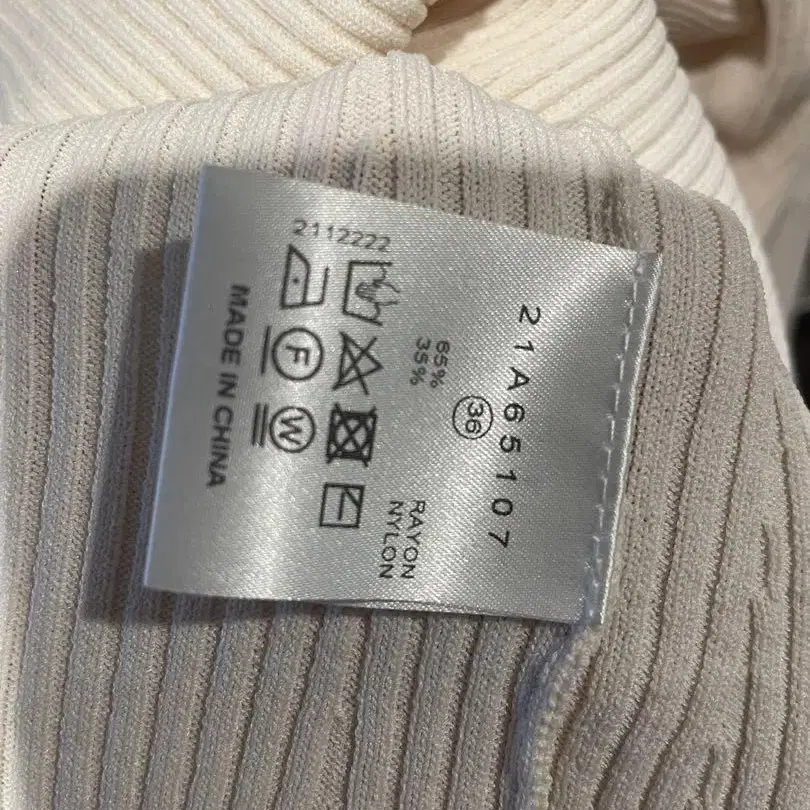 21A65107
36
65% RAYON
35% NYLON
F
W
2112222
MADE IN CHINA